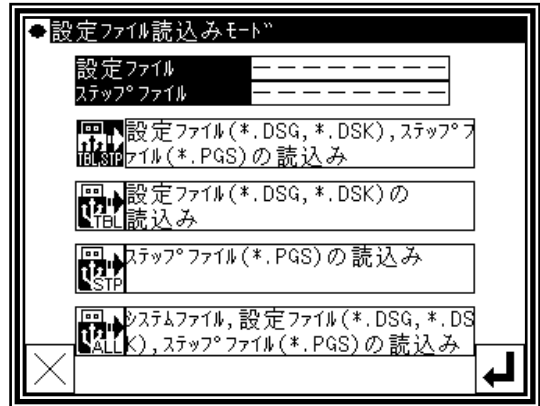 ●設定ﾌｧｲﾙ読込みﾓｰﾄﾞ
設定ﾌｧｲﾙ －－－－－－－－
ｽﾃｯﾌﾟﾌｧｲﾙ －－－－－－－－
設定ﾌｧｲﾙ(*.DSG,*.DSK),ｽﾃｯﾌﾟﾌ
ｧｲﾙ(*.PGS)の読込み
TBL.STP
設定ﾌｧｲﾙ(*.DSG,*.DSK)の
読込み
TBL
ｽﾃｯﾌﾟﾌｧｲﾙ(*.PGS)の読込み
STP
ｼｽﾃﾑﾌｧｲﾙ,設定ﾌｧｲﾙ(*.DSG,*.DS
K),ｽﾃｯﾌﾟﾌｧｲﾙ(*.PGS)の読込み
ALL